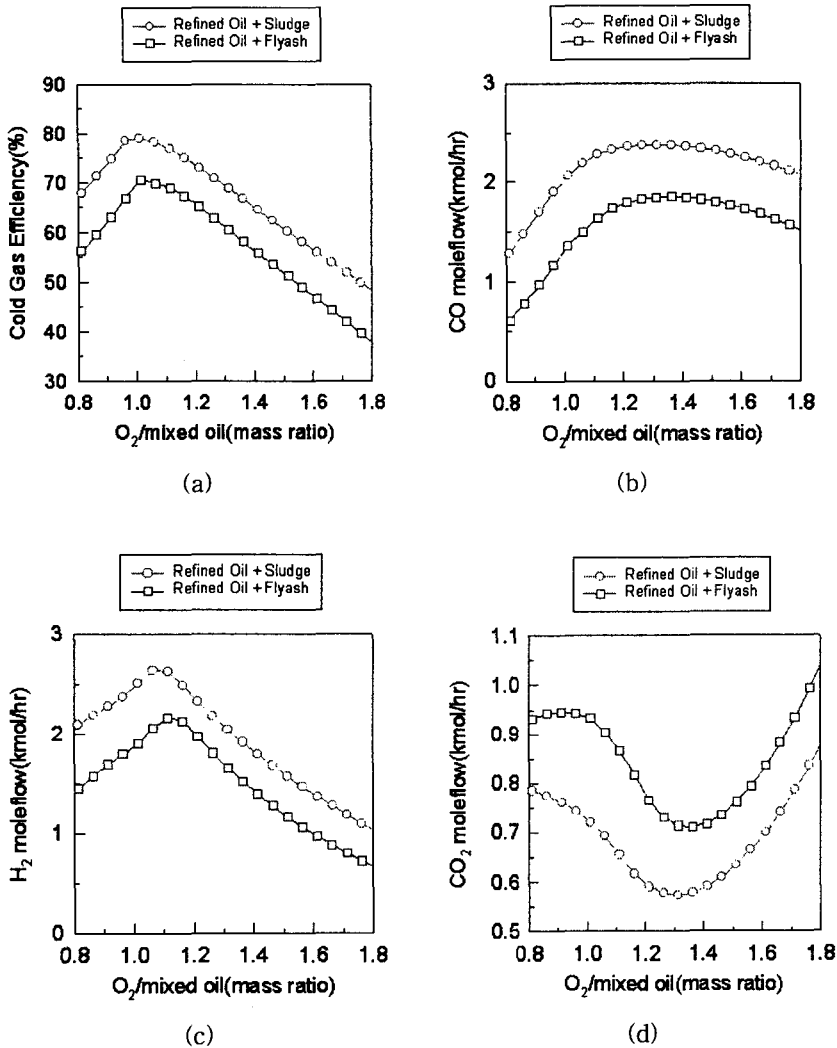 Refined Oil + Sludge
Refined Oil + Flyash
90
80
70
60
50
40
30
Cold Gas Efficiency(%)
0.8 1.0 1.2 1.4 1.6 1.8
O₂/mixed oil(mass ratio)
(a)
Refined Oil + Sludge
Refined Oil + Flyash
3
2
1
0
CO moleflow(kmol/hr)
0.8 1.0 1.2 1.4 1.6 1.8
O₂/mixed oil(mass ratio)
(b)
Refined Oil + Sludge
Refined Oil + Flyash
3
2
1
0
H₂ moleflow(kmol/hr)
0.8 1.0 1.2 1.4 1.6 1.8
O₂/mixed oil(mass ratio)
(c)
Refined Oil + Sludge
Refined Oil + Flyash
1.1
1.0
0.9
0.8
0.7
0.6
0.5
CO₂ moleflow(kmol/hr)
0.8 1.0 1.2 1.4 1.6 1.8
O₂/mixed oil(mass ratio)
(d)